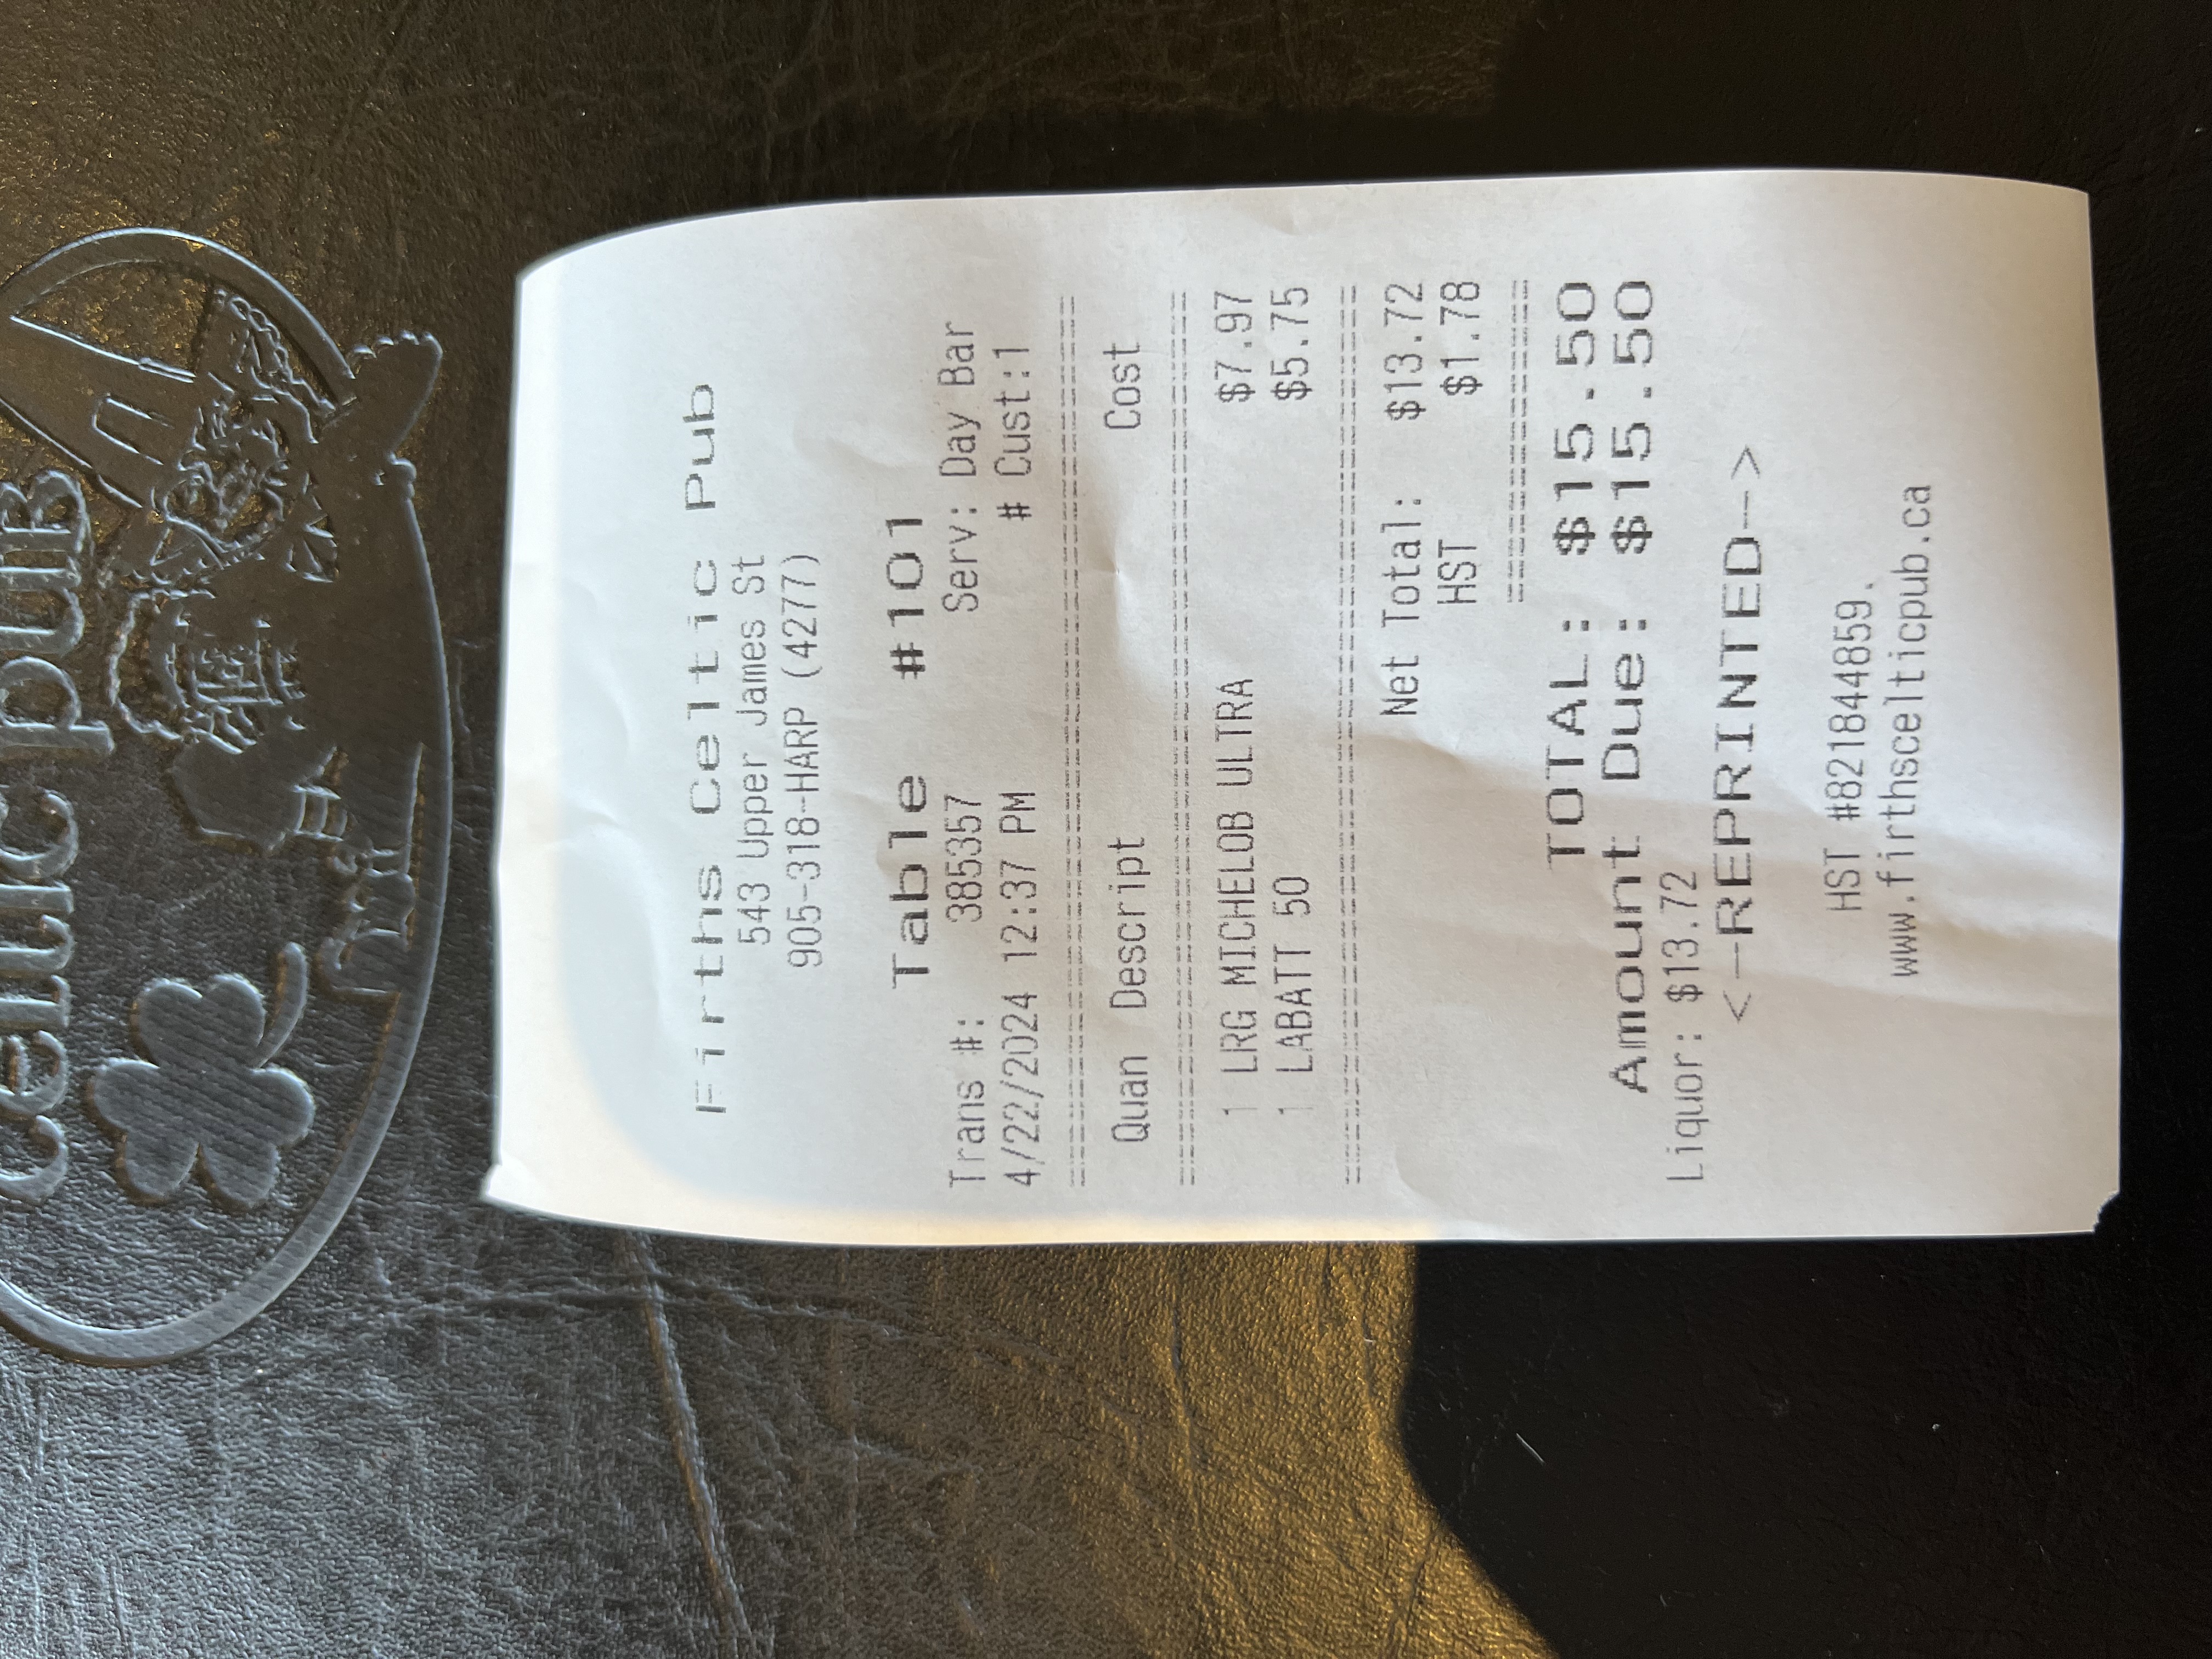 celtic pub
Firths Celtic Pub
543 Upper James St
905-318-HARP (4277)
Table #101
Trans #: 385357 Serv: Day Bar
4/22/2024 12:37 PM # Cust:1
Quan Descript Cost
1 LRG MICHELOB ULTRA $7.97
1 LABATT 50 $5.75
Net Total: $13.72
HST $1.78
TOTAL: $15.50
Amount Due: $15.50
Liquor: $13.72
<-REPRINTED->
HST #821844859.
www.firthscelticpub.ca